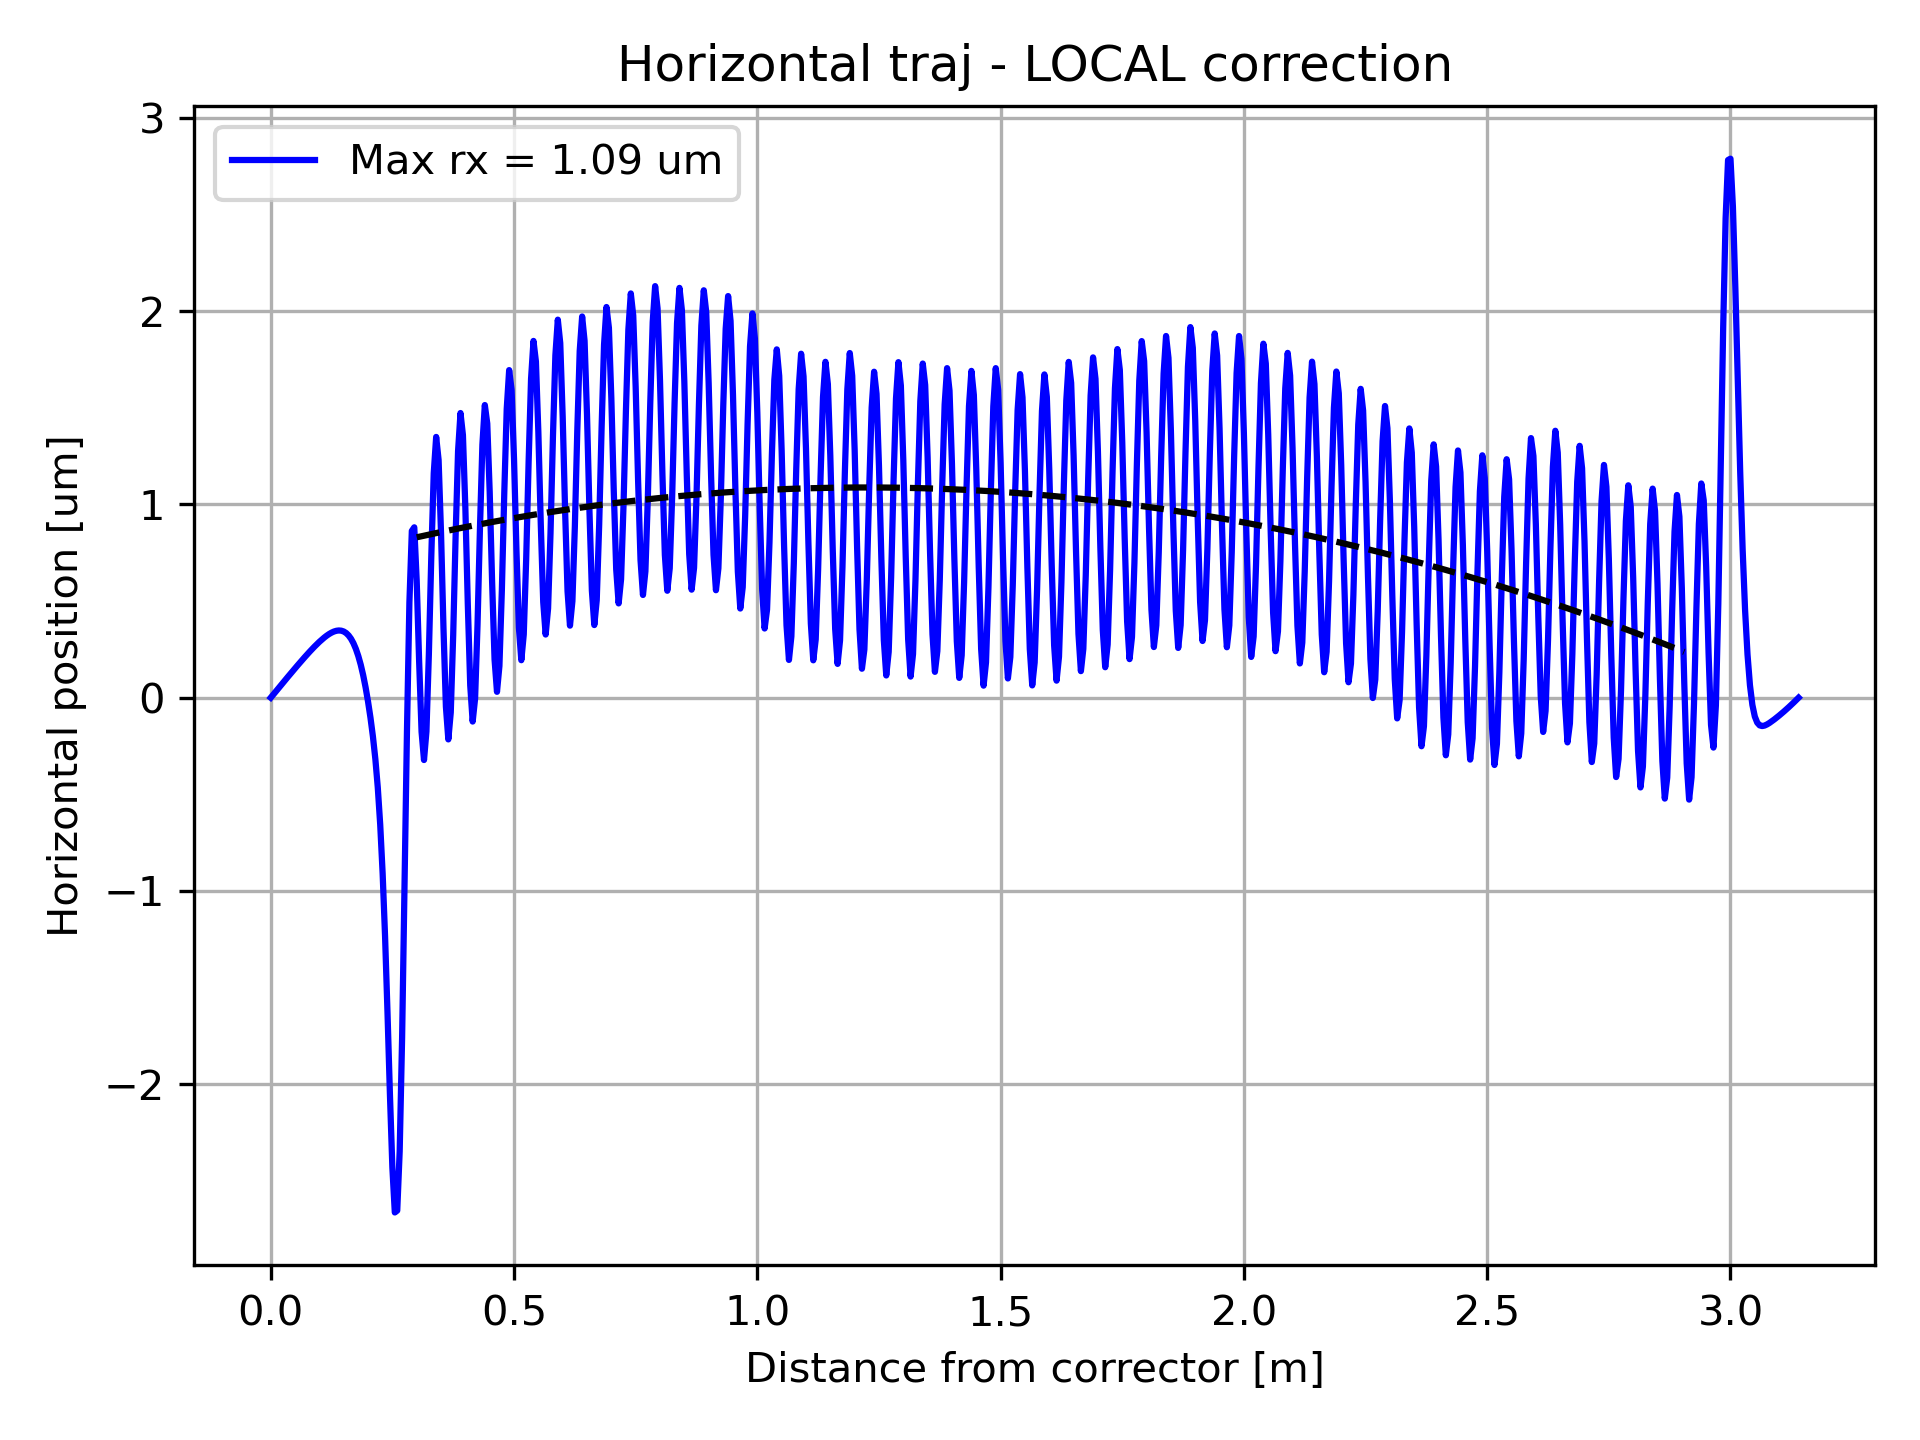 Horizontal traj - LOCAL correction
Max rx = 1.09 um
Horizontal position [um]
3
2
1
0
−1
−2
0.0 0.5 1.0 1.5 2.0 2.5 3.0
Distance from corrector [m]